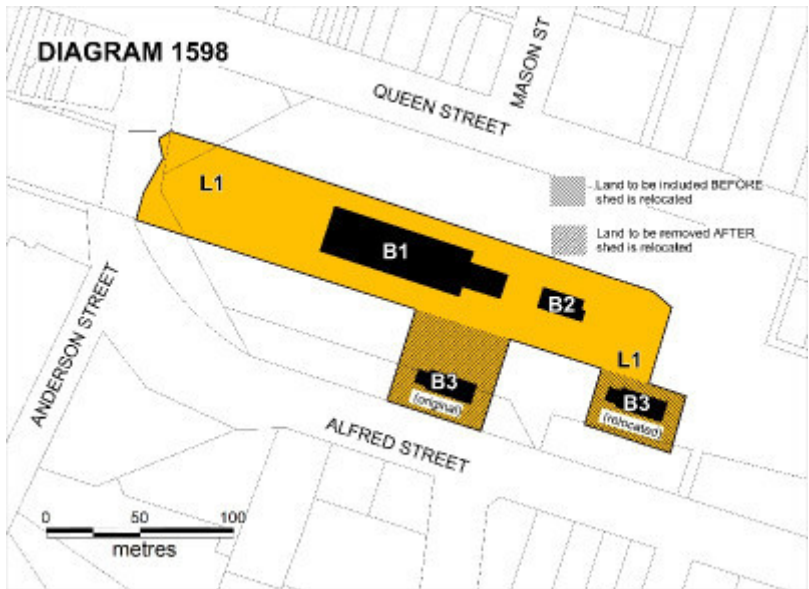 DIAGRAM 1598
MASON ST
QUEEN STREET
L1
Land to be included BEFORE
shed is relocated
Land to be removed AFTER
shed is relocated
B1
B2
ANDERSON STREET
L1
B3
(original)
B3
(relocated)
ALFRED STREET
0 50 100
metres